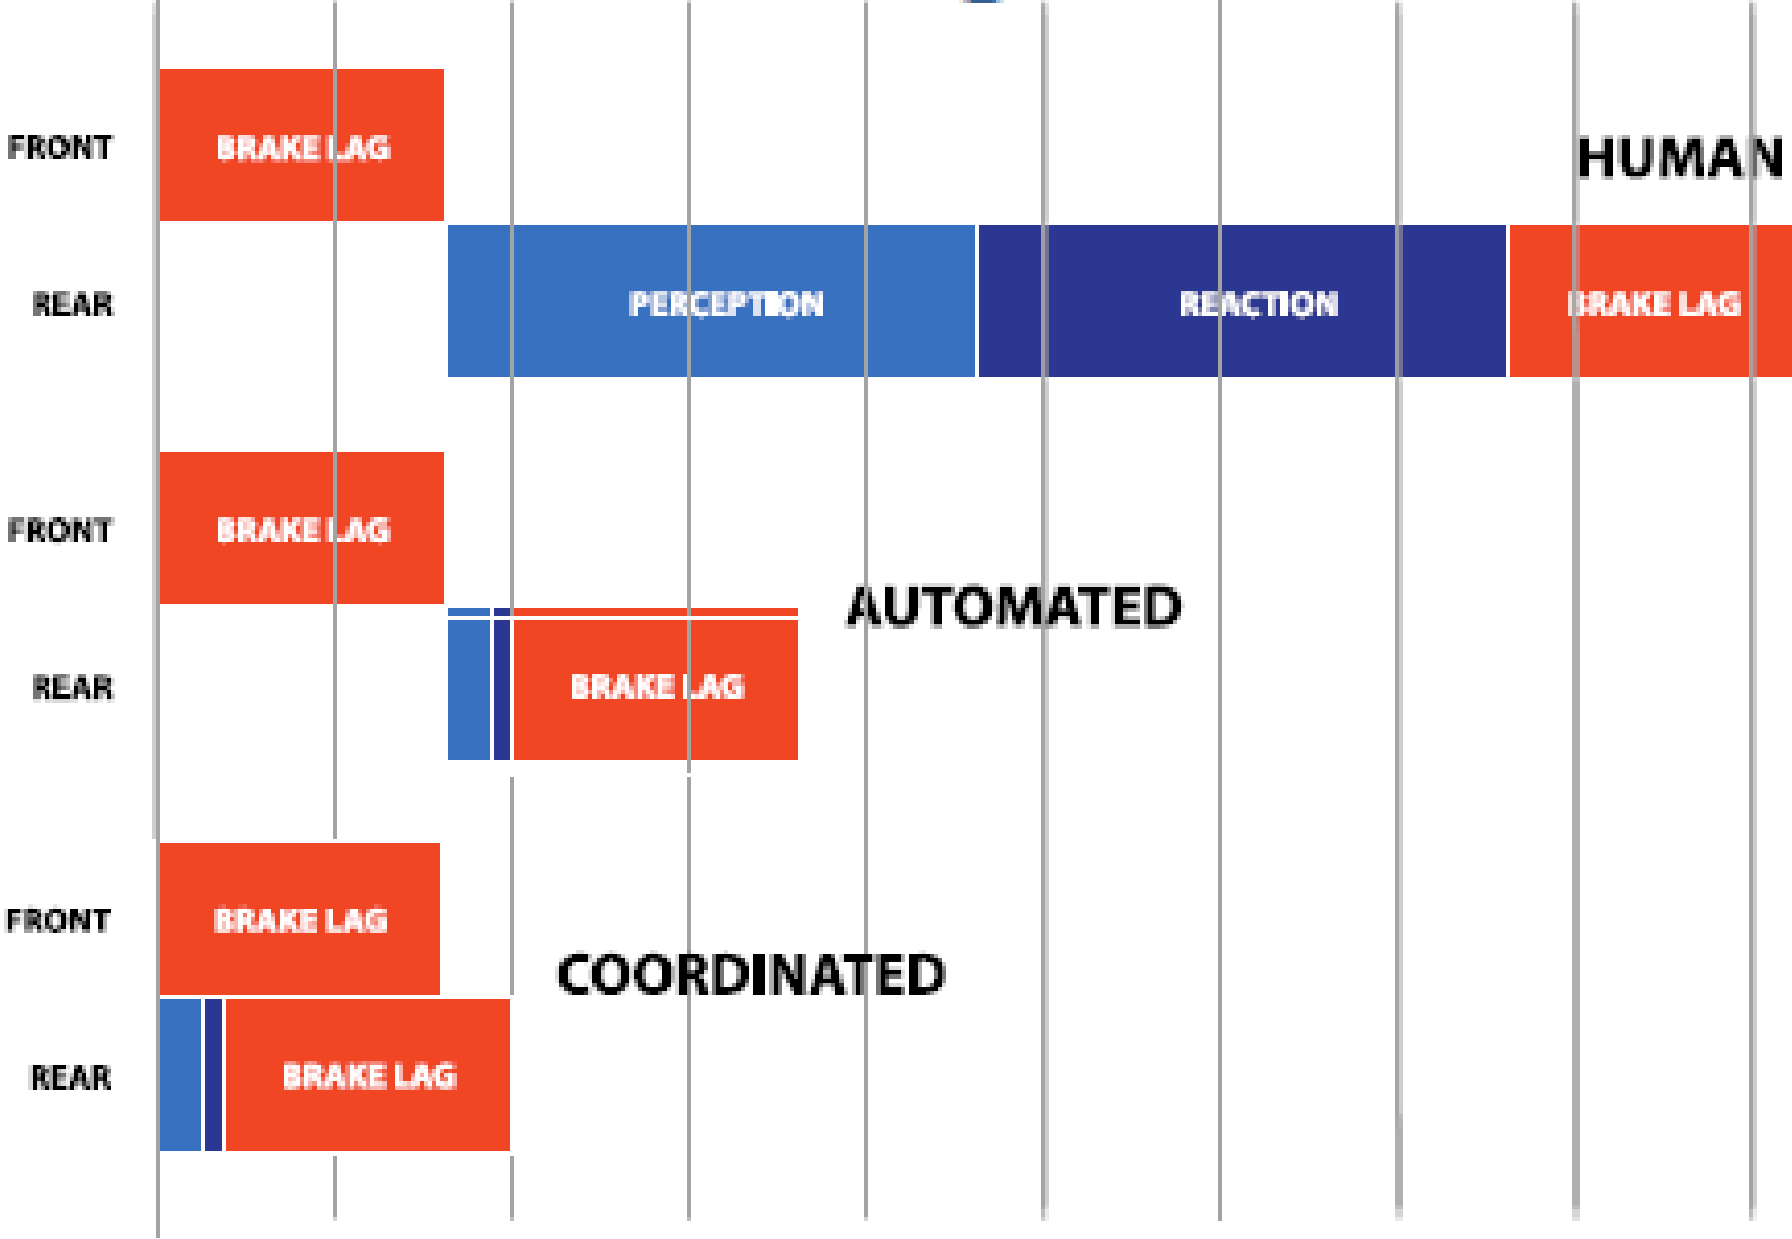 FRONT
BRAKE LAG
HUMAN
REAR
PERCEPTION
REACTION
BRAKE LAG
FRONT
BRAKE LAG
AUTOMATED
REAR
BRAKE LAG
FRONT
BRAKE LAG
COORDINATED
REAR
BRAKE LAG